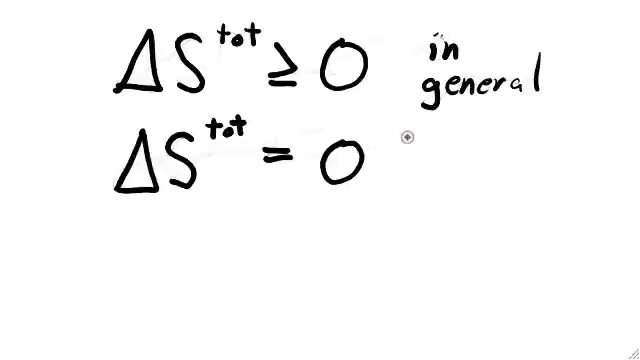 ΔS^tot ≥ 0 in general
ΔS^tot = 0